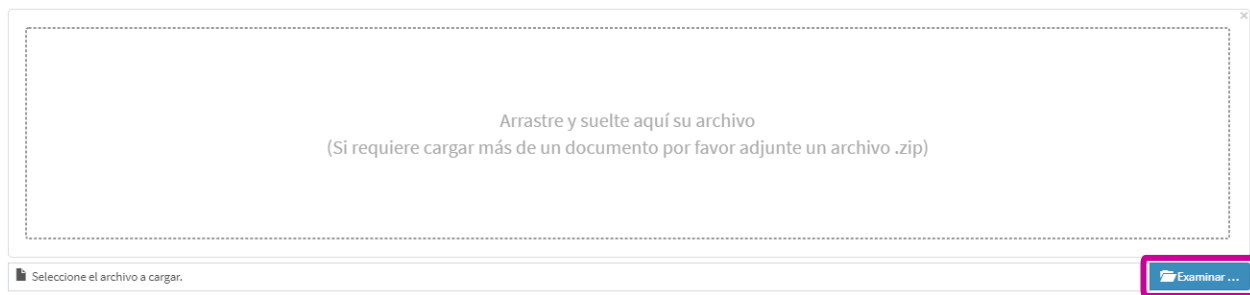 Arrastre y suelte aquí su archivo
(Si requiere cargar más de un documento por favor adjunte un archivo .zip)
Seleccione el archivo a cargar.
Examinar ...